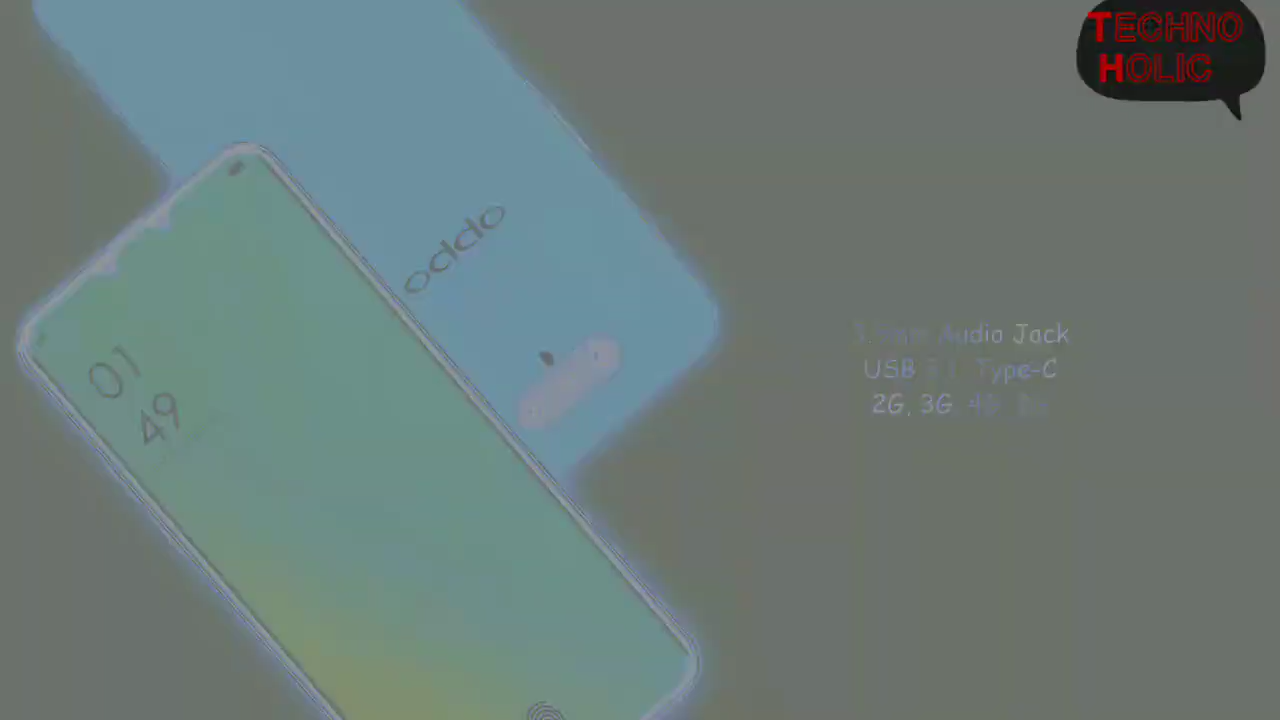 TECHNO
HOLIC
oppo
01
49
Audio Jack
USB Type-C
2G, 3G,